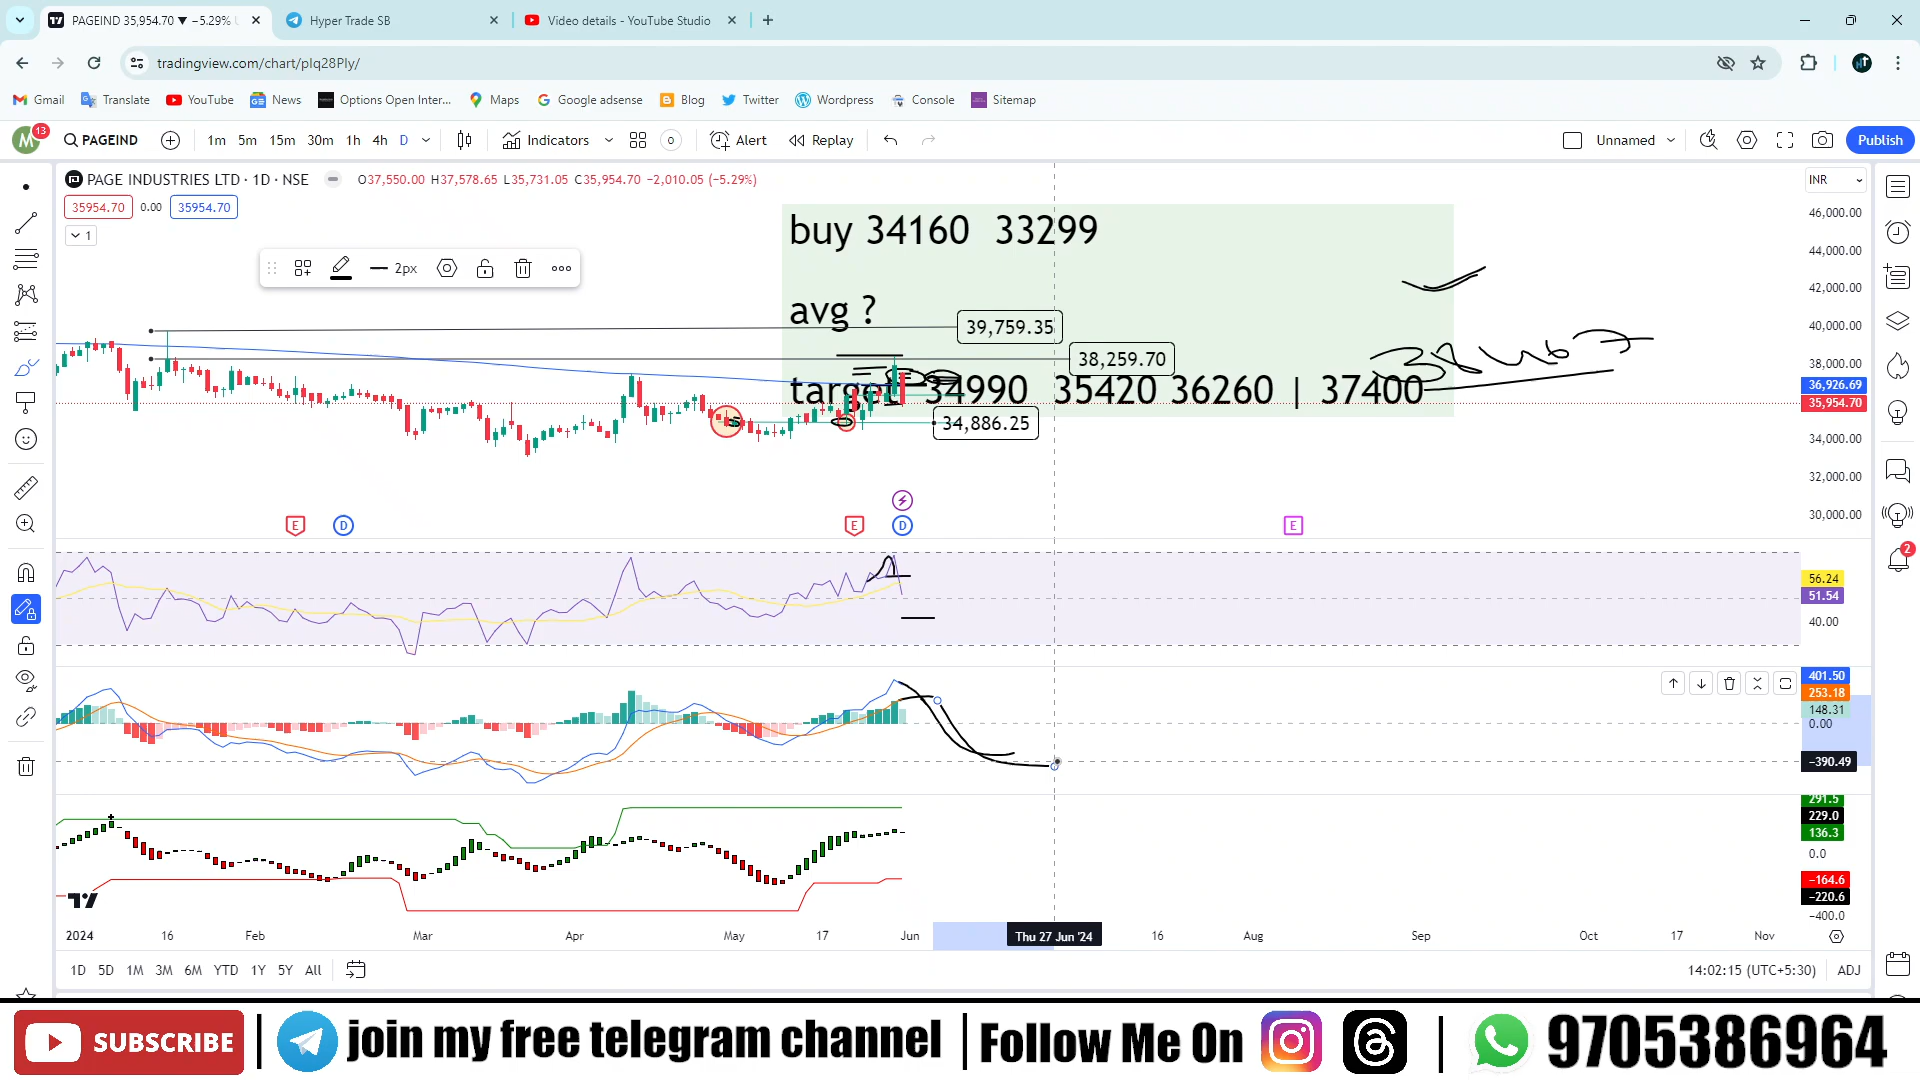 PAGEIND 35,954.70 ▼ −5.29%
Hyper Trade SB
Video details - YouTube Studio
tradingview.com/chart/plq28Ply/
Gmail Translate YouTube News Options Open Inter... Maps Google adsense Blog Twitter Wordpress Console Sitemap
M 13 PAGEIND 1m 5m 15m 30m 1h 4h D Indicators Alert Replay Unnamed Publish
PAGE INDUSTRIES LTD · 1D · NSE O37,550.00 H37,578.65 L35,731.05 C35,954.70 −2,010.05 (−5.29%)
INR
35954.70 0.00 35954.70
1
2px
buy 34160 33299
avg ?
target 34990 35420 36260 | 37400
39,759.35
38,259.70
34,886.25
46,000.00
44,000.00
42,000.00
40,000.00
38,000.00
36,926.69
35,954.70
34,000.00
32,000.00
30,000.00
E D E D E
56.24
51.54
40.00
401.50
253.18
148.31
0.00
−390.49
291.5
229.0
136.3
0.0
−164.6
−220.6
−400.0
2
2024 16 Feb Mar Apr May 17 Jun Thu 27 Jun '24 16 Aug Sep Oct 17 Nov
1D 5D 1M 3M 6M YTD 1Y 5Y All
14:02:15 (UTC+5:30) ADJ
SUBSCRIBE | join my free telegram channel | Follow Me On | 9705386964